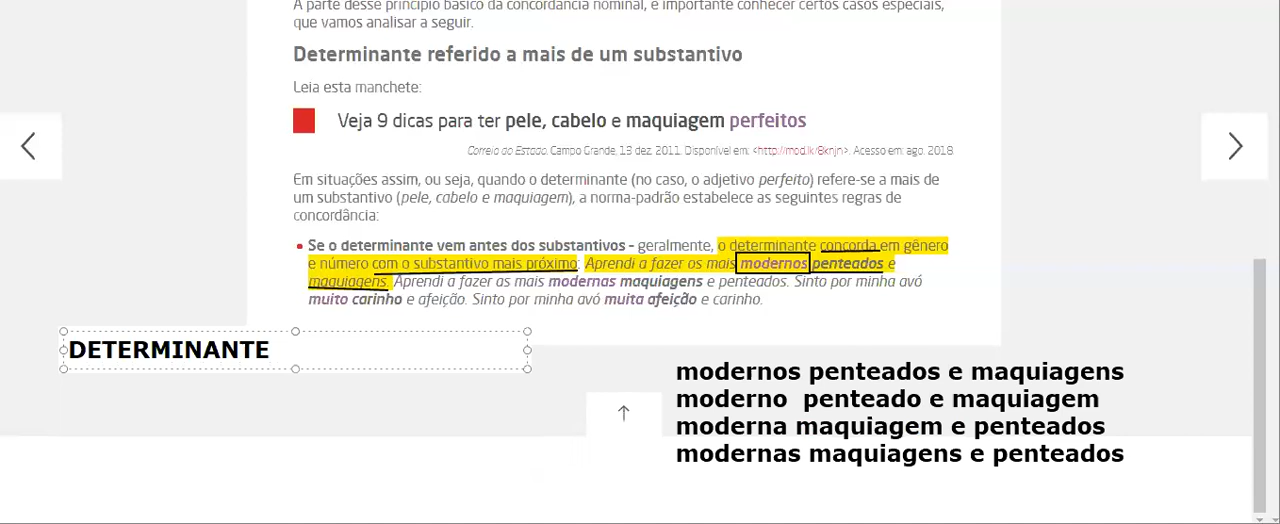 A parte desse princípio básico da concordância nominal, é importante conhecer certos casos especiais,
que vamos analisar a seguir.
Determinante referido a mais de um substantivo
Leia esta manchete:
Veja 9 dicas para ter pele, cabelo e maquiagem perfeitos
Correio do Estado. Campo Grande, 13 dez. 2011. Disponível em: <http://mod.lk/8knjn>. Acesso em: ago. 2018
Em situações assim, ou seja, quando o determinante (no caso, o adjetivo perfeito) refere-se a mais de
um substantivo (pele, cabelo e maquiagem), a norma-padrão estabelece as seguintes regras de
concordância:
• Se o determinante vem antes dos substantivos – geralmente, o determinante concorda em gênero
e número com o substantivo mais próximo: Aprendi a fazer os mais modernos penteados e
maquiagens. Aprendi a fazer as mais modernas maquiagens e penteados. Sinto por minha avó
muito carinho e afeição. Sinto por minha avó muita afeição e carinho.
DETERMINANTE
modernos penteados e maquiagens
moderno penteado e maquiagem
moderna maquiagem e penteados
modernas maquiagens e penteados